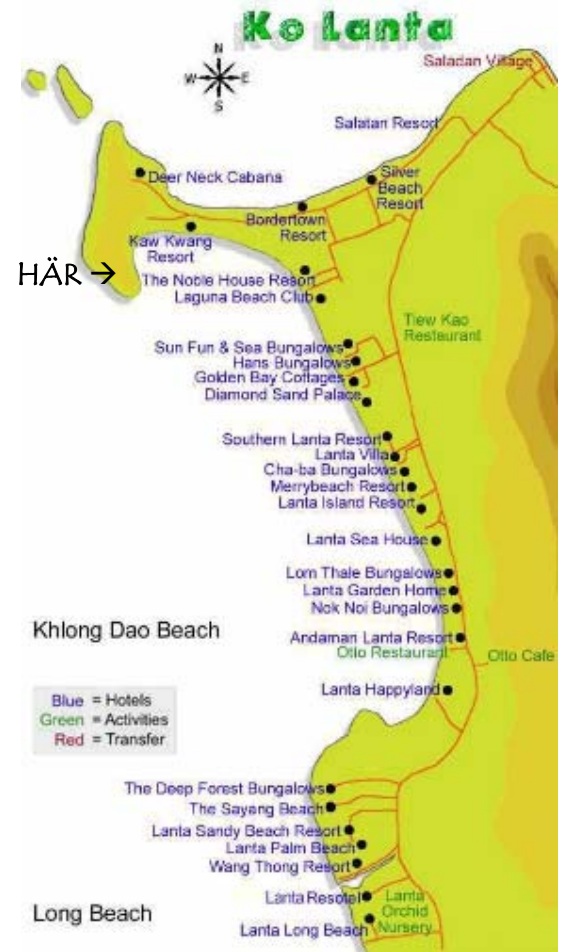 Ko Lanta
N
W E
S
Saladan Village
Salatan Resort
Deer Neck Cabana
Silver
Beach
Resort
Bordertown
Resort
Kaw Kwang
Resort
HÄR →
The Noble House Resort
Laguna Beach Club
Tiew Kao
Restaurant
Sun Fun & Sea Bungalows
Hans Bungalows
Golden Bay Cottages
Diamond Sand Palace
Southern Lanta Resort
Lanta Villa
Cha-ba Bungalows
Merrybeach Resort
Lanta Island Resort
Lanta Sea House
Lom Thale Bungalows
Lanta Garden Home
Nok Noi Bungalows
Khlong Dao Beach
Andaman Lanta Resort
Otto Restaurant
Otto Cafe
Lanta Happyland
Blue = Hotels
Green = Activities
Red = Transfer
The Deep Forest Bungalows
The Sayang Beach
Lanta Sandy Beach Resort
Lanta Palm Beach
Wang Thong Resort
Lanta Resotel
Lanta
Orchid
Nursery
Long Beach
Lanta Long Beach